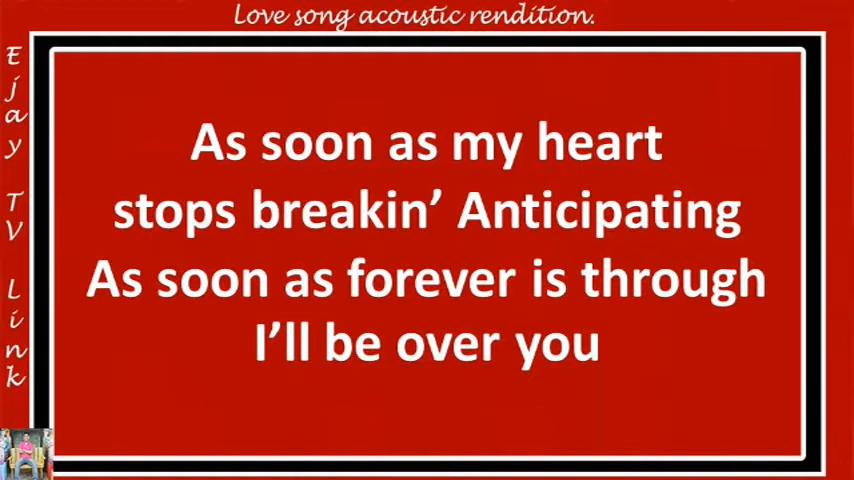 Love song acoustic rendition.
Ejay TV Link
As soon as my heart
stops breakin’ Anticipating
As soon as forever is through
I’ll be over you